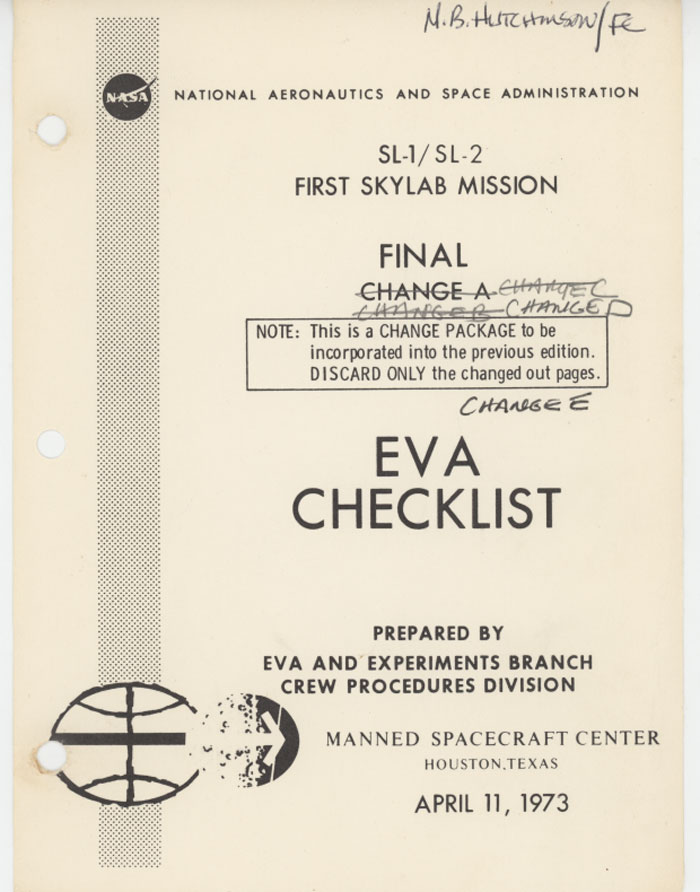 M.B. HUTCHINSON/FC
NASA
NATIONAL AERONAUTICS AND SPACE ADMINISTRATION
SL-1/SL-2
FIRST SKYLAB MISSION
FINAL
CHANGE A CHANGE C
CHANGE B CHANGE D
NOTE: This is a CHANGE PACKAGE to be
incorporated into the previous edition.
DISCARD ONLY the changed out pages.
CHANGE E
EVA
CHECKLIST
PREPARED BY
EVA AND EXPERIMENTS BRANCH
CREW PROCEDURES DIVISION
MANNED SPACECRAFT CENTER
HOUSTON, TEXAS
APRIL 11, 1973